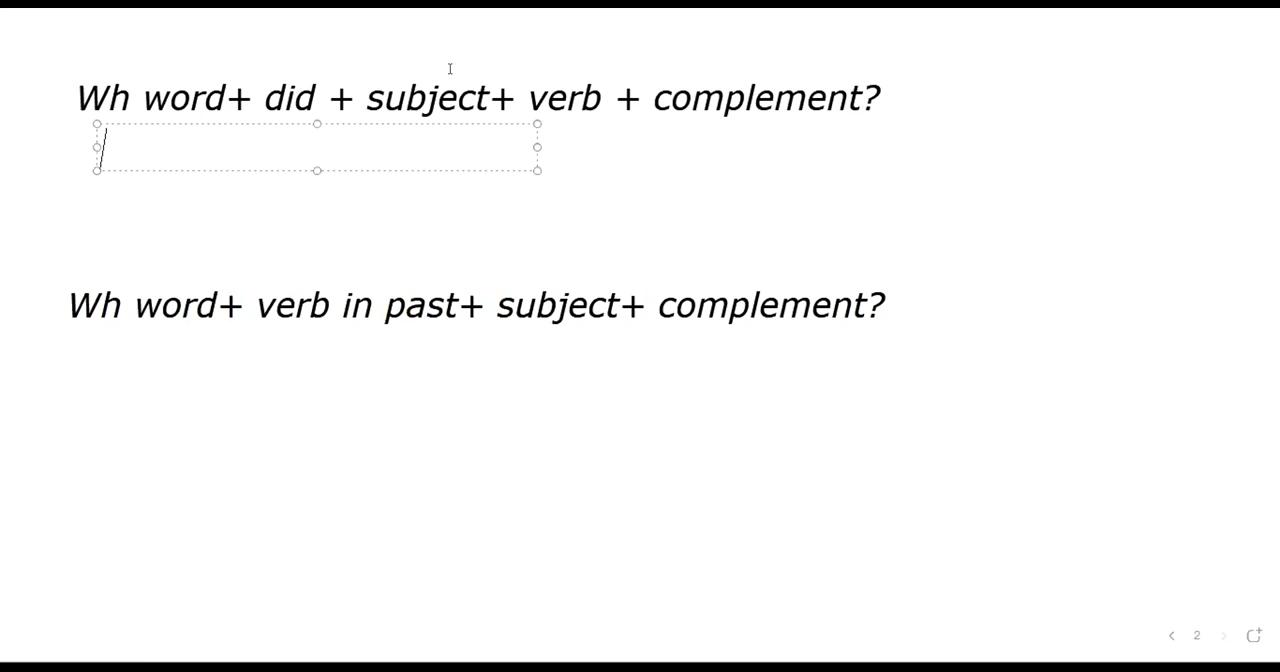 Wh word+ did + subject+ verb + complement?
Wh word+ verb in past+ subject+ complement?
2